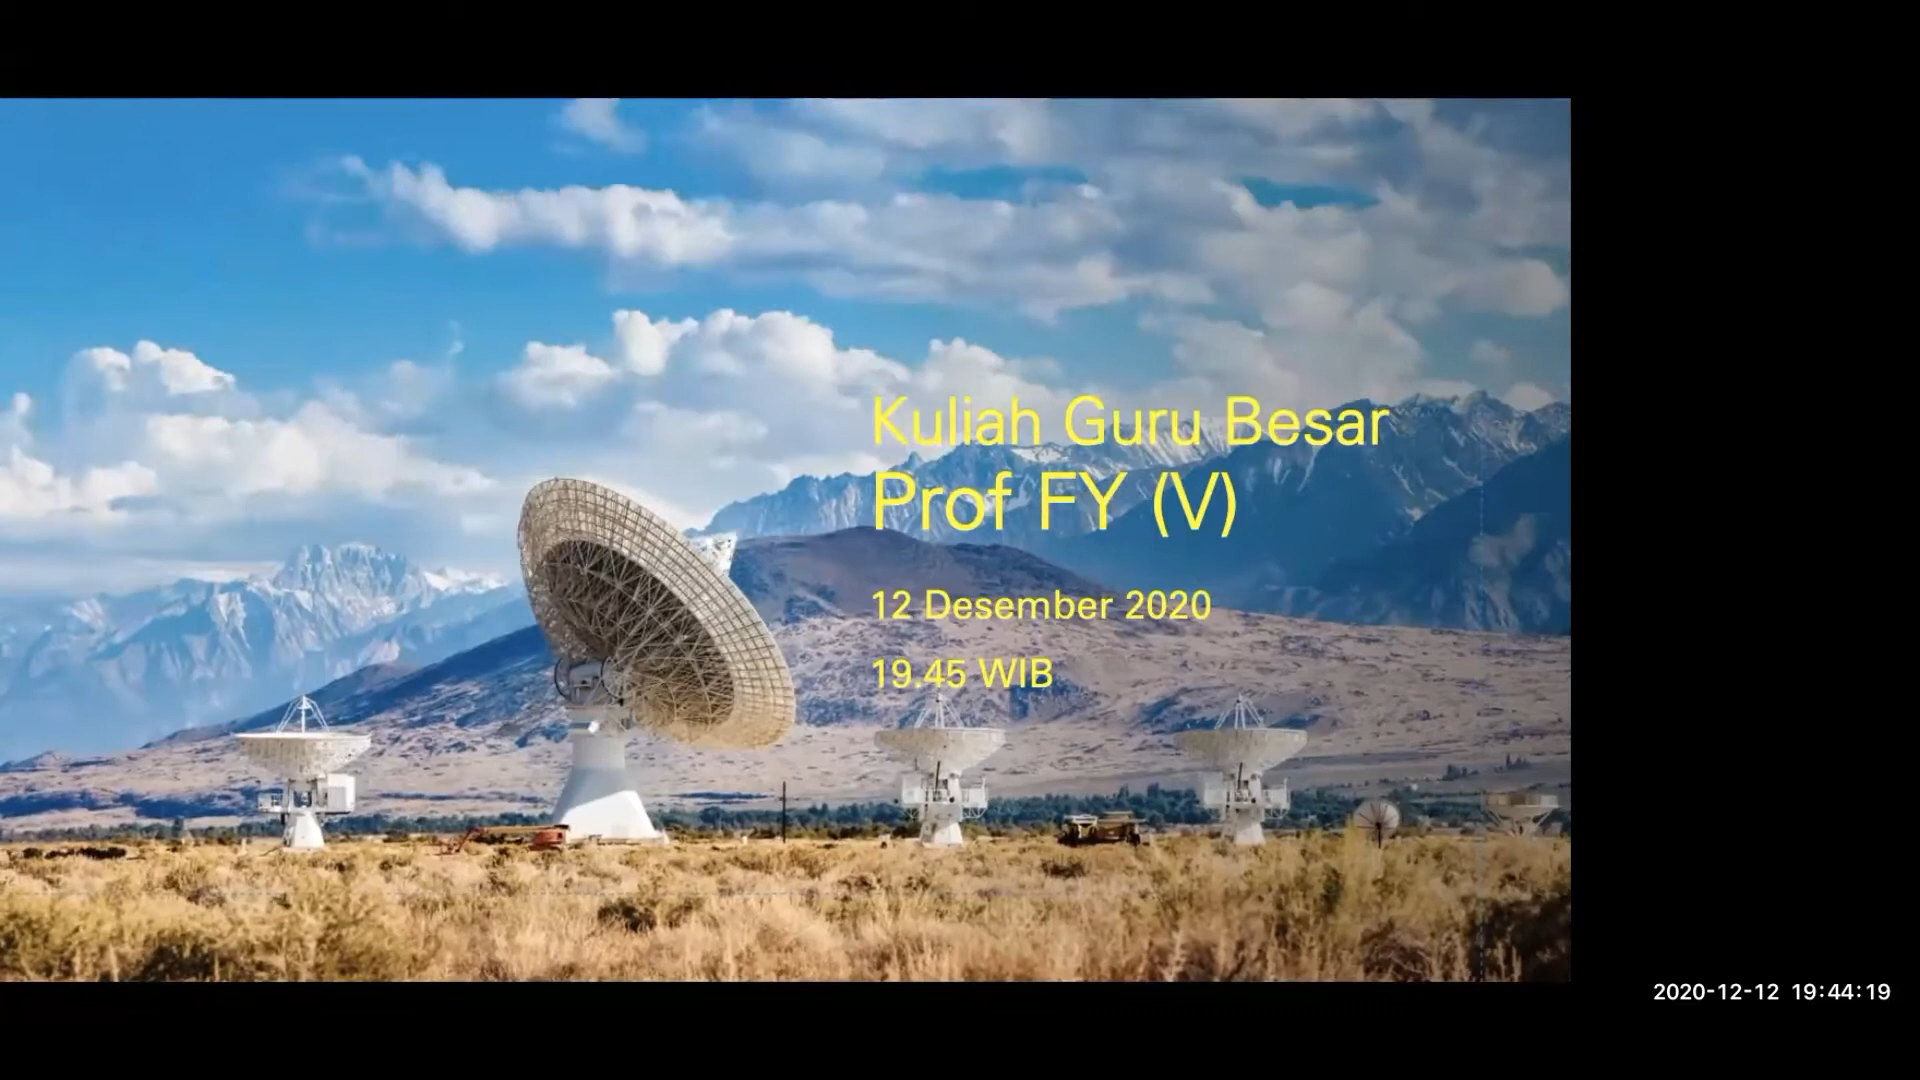 Kuliah Guru Besar
Prof FY (V)
12 Desember 2020
19.45 WIB
2020-12-12 19:44:19